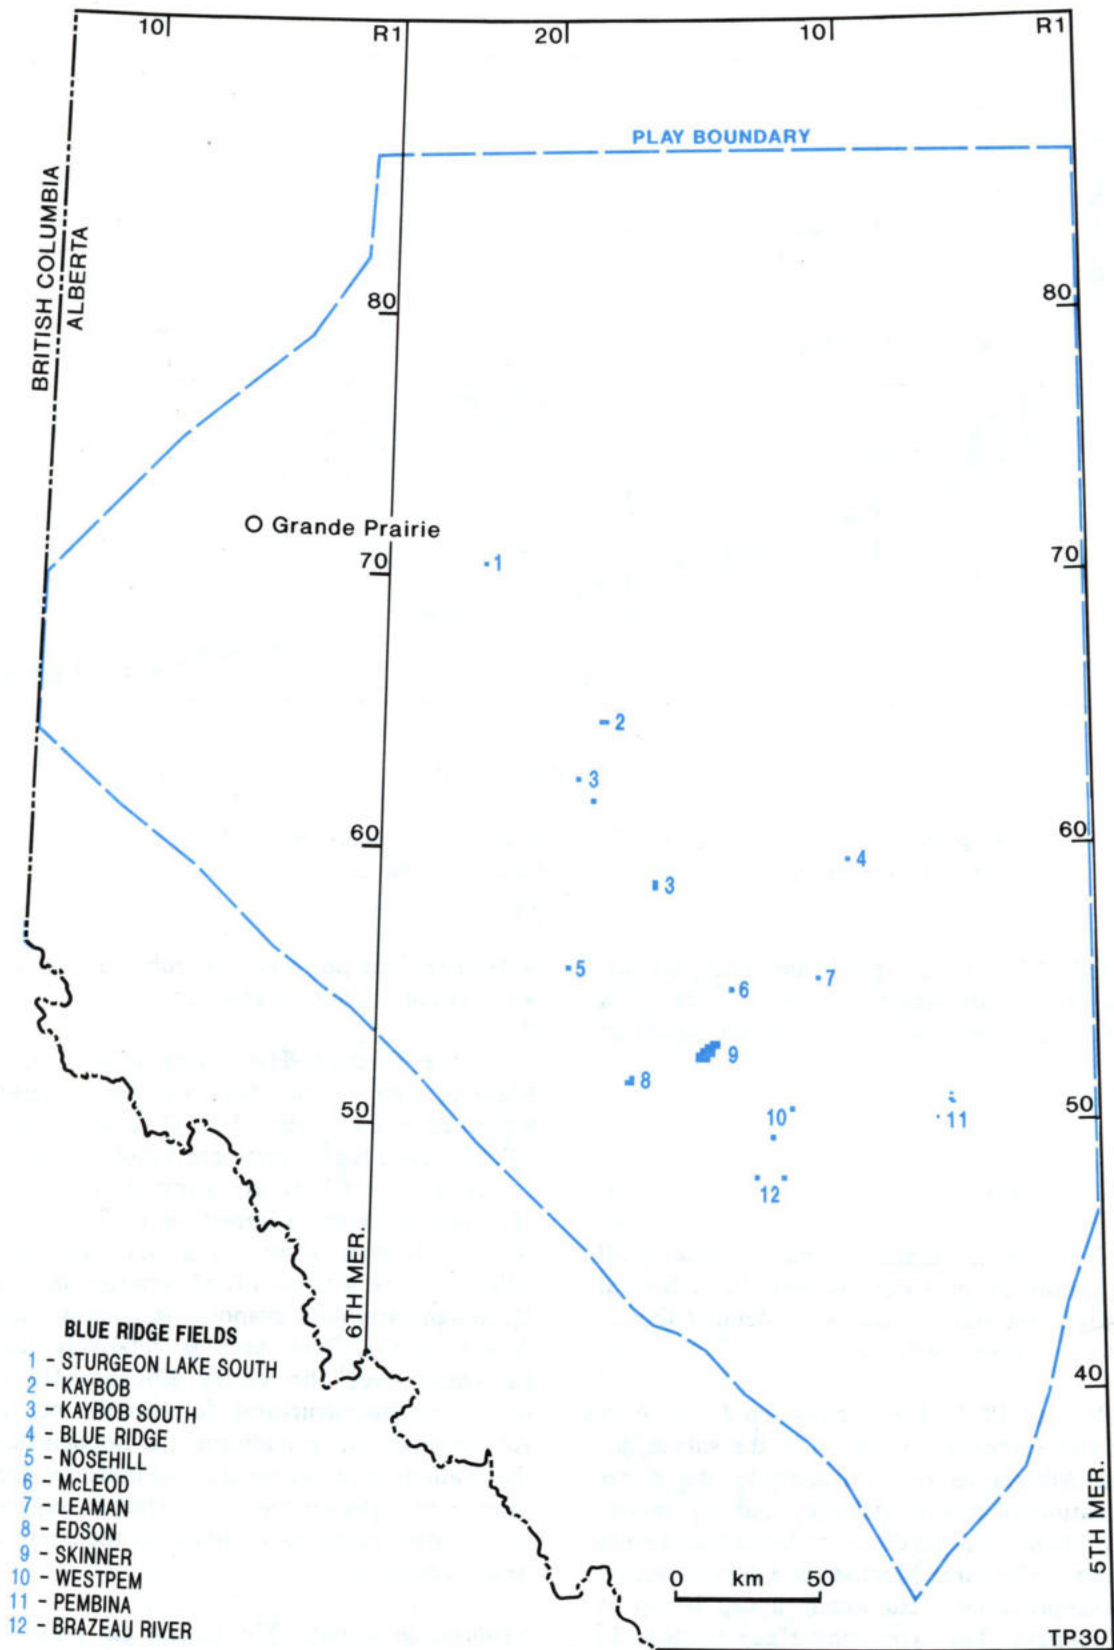 10 R1 20 10 R1
PLAY BOUNDARY
BRITISH COLUMBIA
ALBERTA
80 80
Grande Prairie
70 70
1
2
3
60 60
4
3
5
6
7
9
8
10
50 50
11
12
6TH MER.
40
5TH MER.
BLUE RIDGE FIELDS
1 - STURGEON LAKE SOUTH
2 - KAYBOB
3 - KAYBOB SOUTH
4 - BLUE RIDGE
5 - NOSEHILL
6 - McLEOD
7 - LEAMAN
8 - EDSON
9 - SKINNER
10 - WESTPEM
11 - PEMBINA
12 - BRAZEAU RIVER
0 km 50
TP30